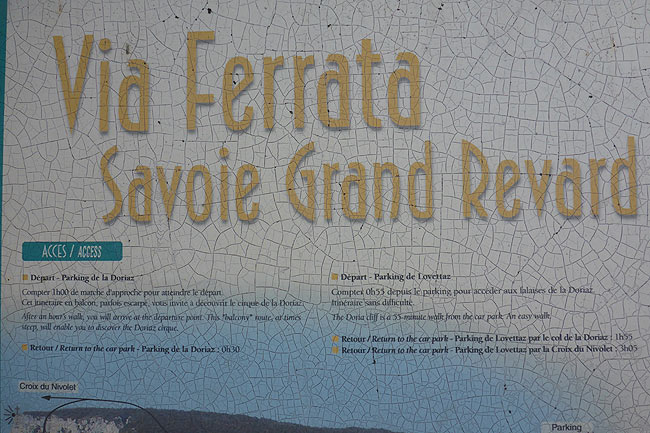 Via Ferrata
Savoie Grand Revard
ACCES / ACCESS
Départ - Parking de la Doriaz
Compter 1h00 de marche d'approche pour atteindre le départ.
Cet itinéraire en balcon, parfois escarpé, vous invite à découvrir le cirque de la Doriaz.
After an hour's walk, you will arrive at the departure point. This "balcony" route, at times
steep, will enable you to discover the Doriaz cirque.
Retour / Return to the car park - Parking de la Doriaz : 0h30
Départ - Parking de Lovettaz
Compter 0h55 depuis le parking pour accéder aux falaises de la Doriaz.
Itinéraire sans difficulté.
The Doria cliff is a 55-minute walk from the car park. An easy walk.
Retour / Return to the car park - Parking de Lovettaz par le col de la Doriaz : 1h55
Retour / Return to the car park - Parking de Lovettaz par la Croix du Nivolet : 3h05
Croix du Nivolet
Parking